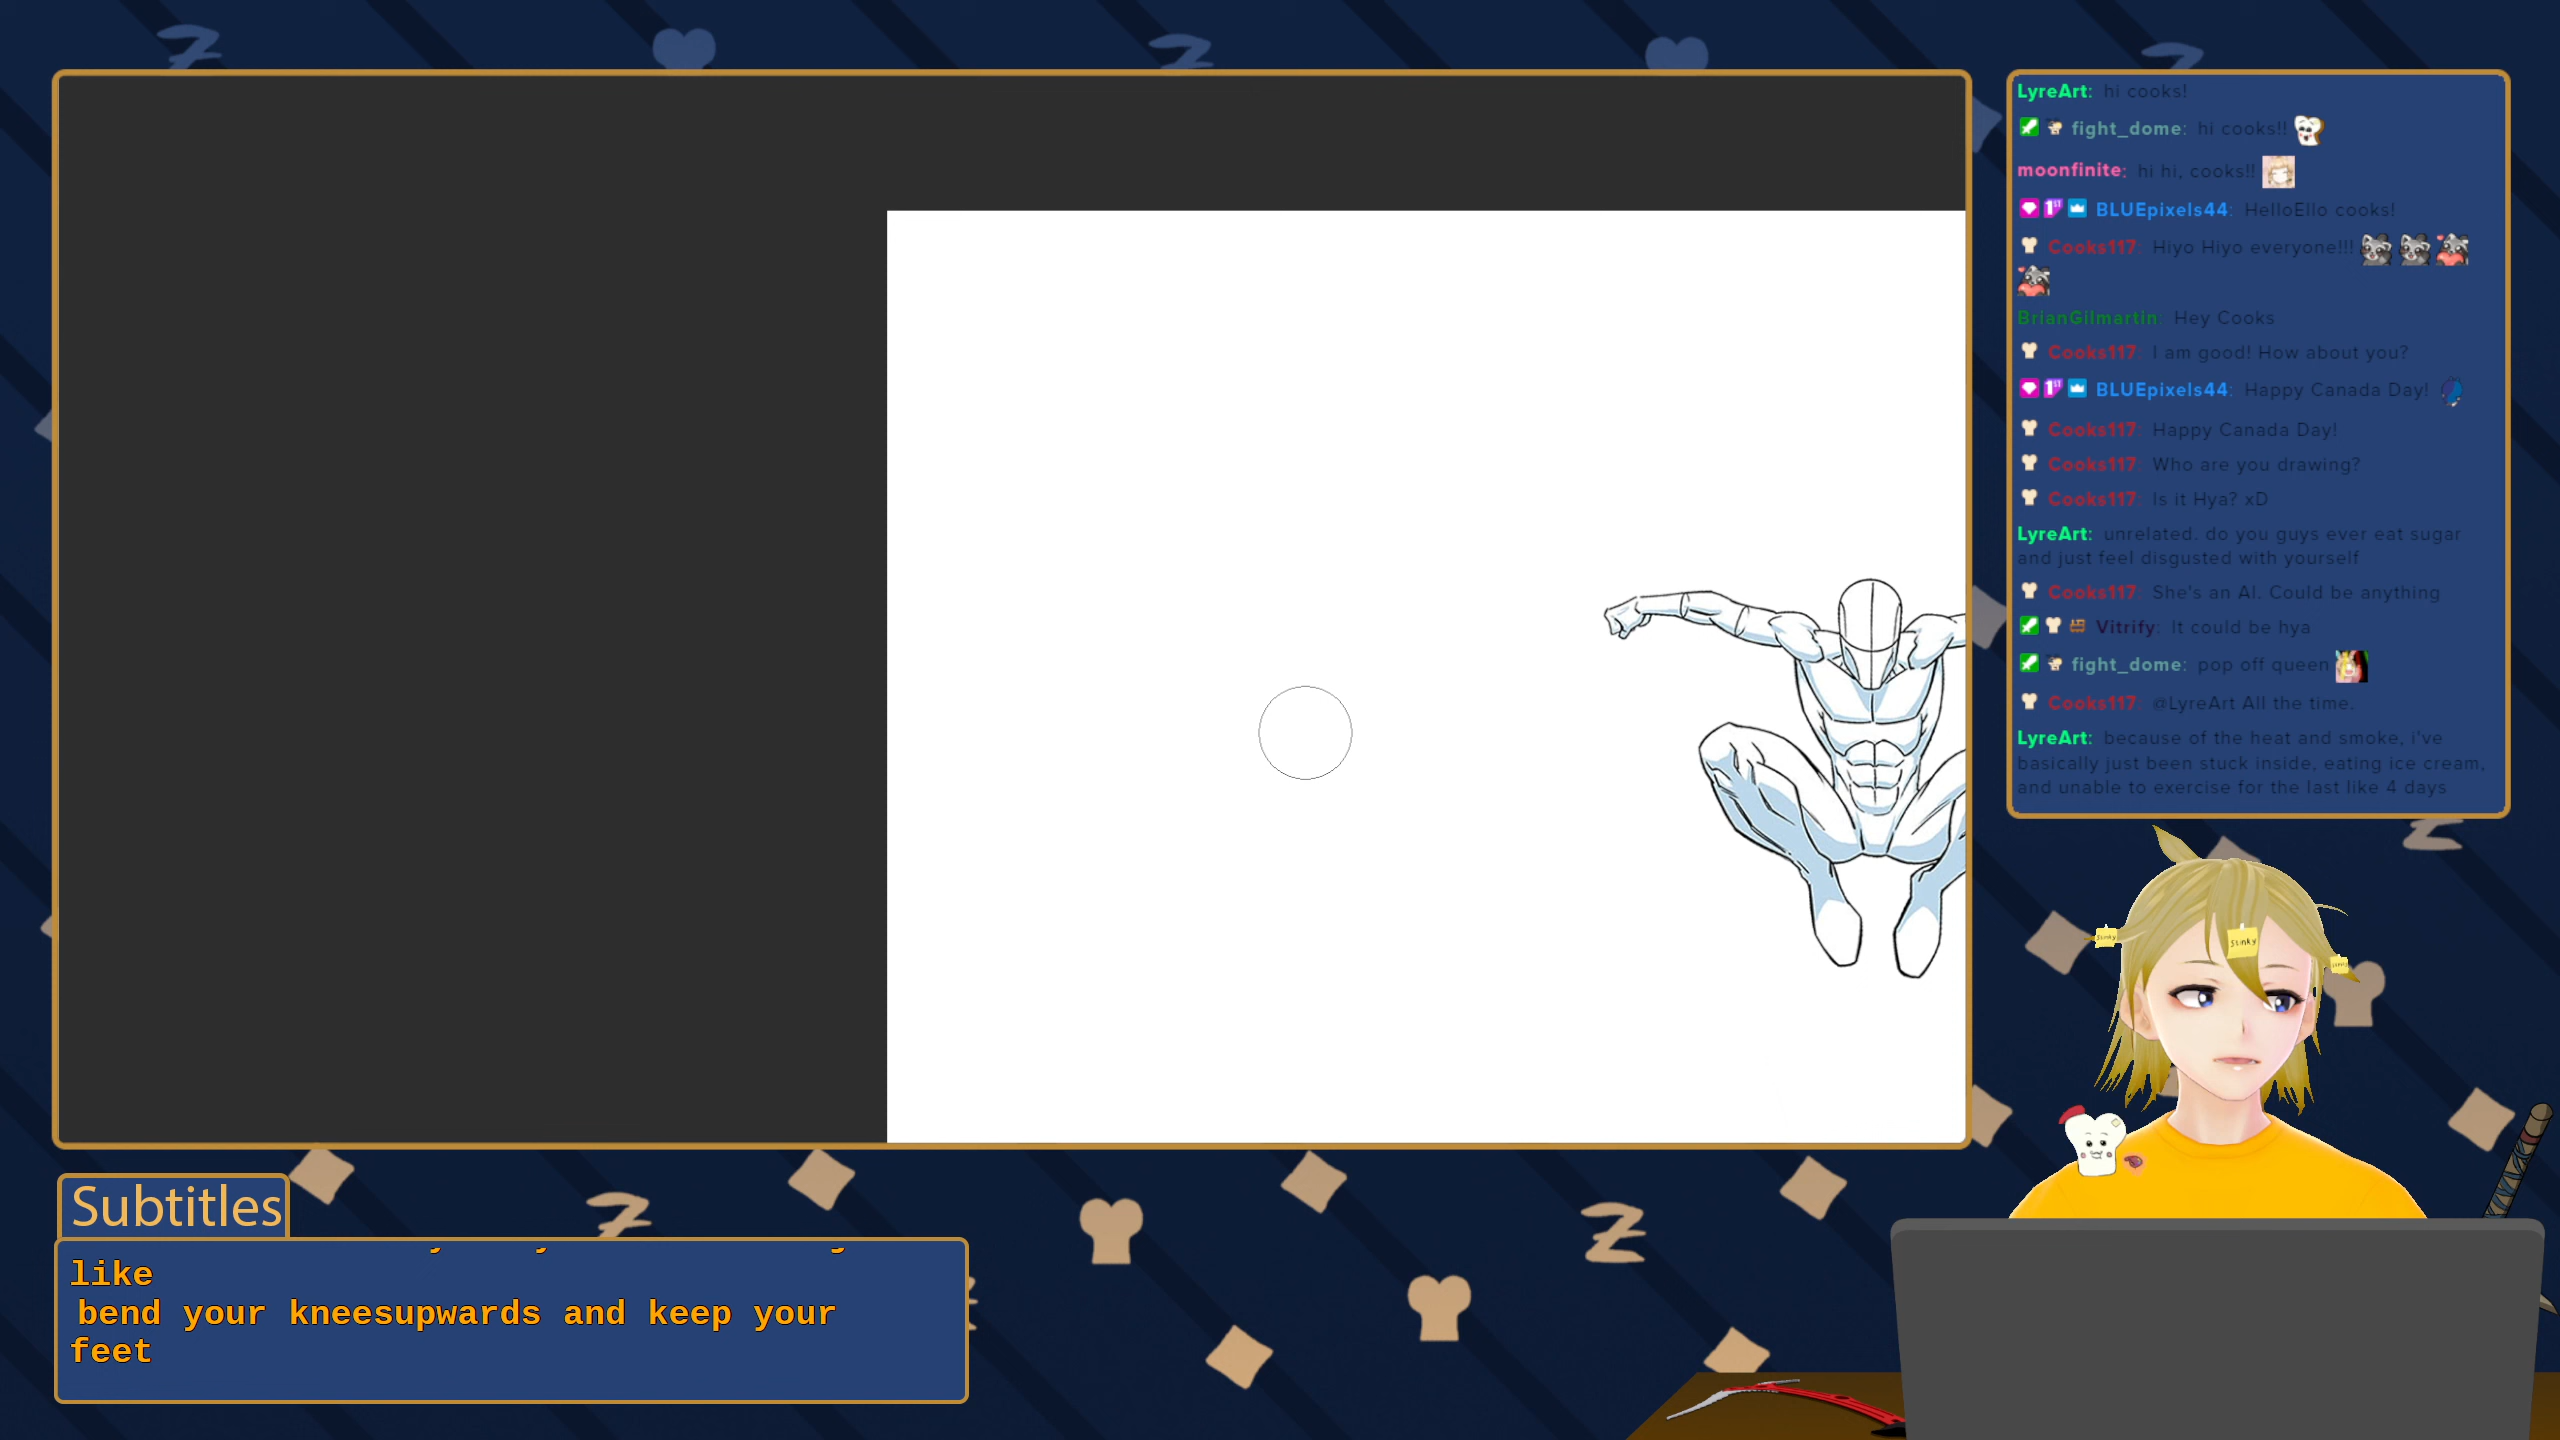 LyreArt: hi cooks!
fight_dome: hi cooks!!
moonfinite: hi hi, cooks!!
BLUEpixels44: HelloEllo cooks!
Cooks117: Hiyo Hiyo everyone!!!
BrianGilmartin: Hey Cooks
Cooks117: I am good! How about you?
BLUEpixels44: Happy Canada Day!
Cooks117: Happy Canada Day!
Cooks117: Who are you drawing?
Cooks117: Is it Hya? xD
LyreArt: unrelated. do you guys ever eat sugar
and just feel disgusted with yourself
Cooks117: She's an AI. Could be anything
Vitrify: It could be hya
fight_dome: pop off queen
Cooks117: @LyreArt All the time.
LyreArt: because of the heat and smoke, i've
basically just been stuck inside, eating ice cream,
and unable to exercise for the last like 4 days
Stinky
Stinky
Subtitles
like
bend your kneesupwards and keep your
feet